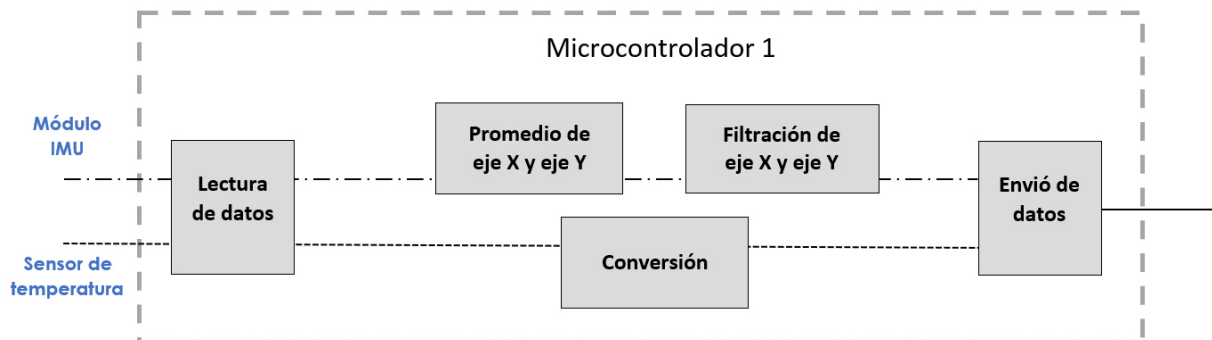 Microcontrolador 1
Módulo
IMU
Lectura
de datos
Promedio de
eje X y eje Y
Filtración de
eje X y eje Y
Envió de
datos
Sensor de
temperatura
Conversión